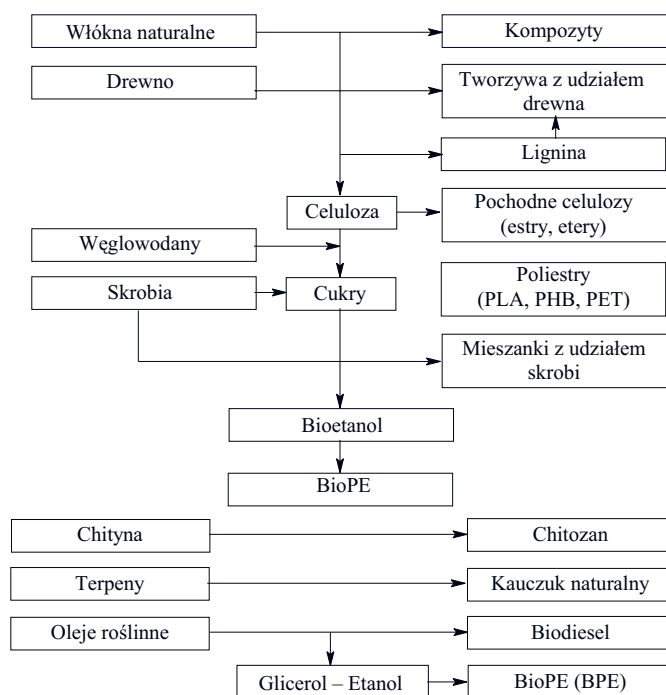 Włókna naturalne
Kompozyty
Drewno
Tworzywa z udziałem
drewna
Lignina
Celuloza
Pochodne celulozy
(estry, etery)
Węglowodany
Poliestry
(PLA, PHB, PET)
Skrobia
Cukry
Mieszanki z udziałem
skrobi
Bioetanol
BioPE
Chityna
Chitozan
Terpeny
Kauczuk naturalny
Oleje roślinne
Biodiesel
Glicerol – Etanol
BioPE (BPE)